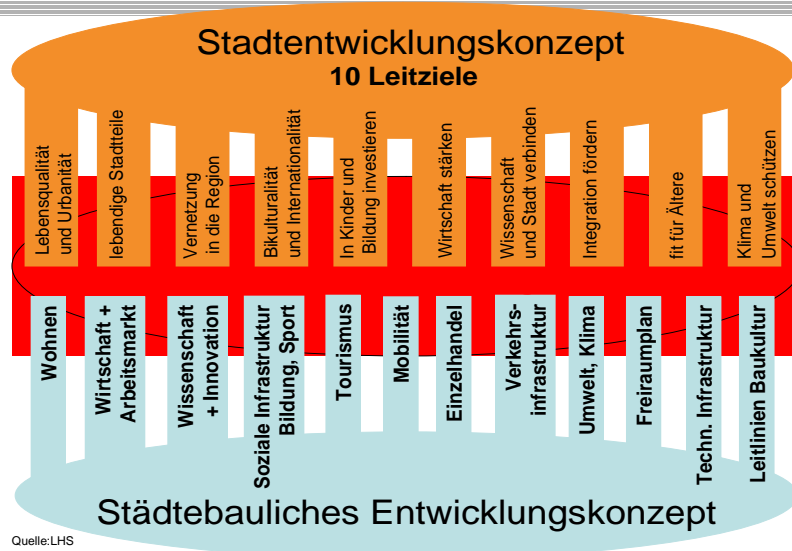 Stadtentwicklungskonzept
10 Leitziele
Lebensqualität
und Urbanität
lebendige Stadtteile
Vernetzung
in die Region
Bikulturalität
und Internationalität
In Kinder und
Bildung investieren
Wirtschaft stärken
Wissenschaft
und Stadt verbinden
Integration fördern
fit für Ältere
Klima und
Umwelt schützen
Wohnen
Wirtschaft +
Arbeitsmarkt
Wissenschaft
+ Innovation
Soziale Infrastruktur
Bildung, Sport
Tourismus
Mobilität
Einzelhandel
Verkehrs-
infrastruktur
Umwelt, Klima
Freiraumplan
Techn. Infrastruktur
Leitlinien Baukultur
Städtebauliches Entwicklungskonzept
Quelle:LHS